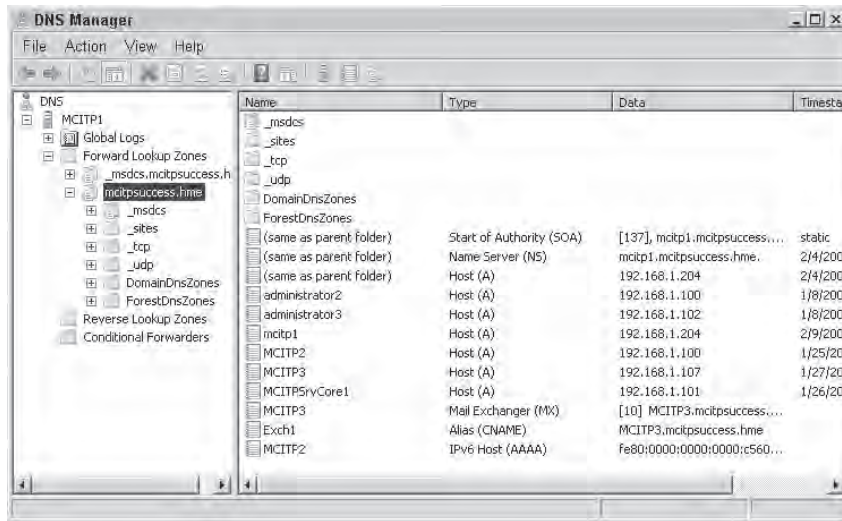 DNS Manager
File Action View Help
DNS
MCITP1
Global Logs
Forward Lookup Zones
_msdcs.mcitpsuccess.h
mcitpsuccess.hme
_msdcs
_sites
_tcp
_udp
DomainDnsZones
ForestDnsZones
Reverse Lookup Zones
Conditional Forwarders
Name Type Data Timesta
_msdcs
_sites
_tcp
_udp
DomainDnsZones
ForestDnsZones
(same as parent folder) Start of Authority (SOA) [137], mcitp1.mcitpsuccess.... static
(same as parent folder) Name Server (NS) mcitp1.mcitpsuccess.hme. 2/4/200
(same as parent folder) Host (A) 192.168.1.204 2/4/200
administrator2 Host (A) 192.168.1.100 1/8/200
administrator3 Host (A) 192.168.1.102 1/8/200
mcitp1 Host (A) 192.168.1.204 2/9/200
MCITP2 Host (A) 192.168.1.100 1/25/20
MCITP3 Host (A) 192.168.1.107 1/27/20
MCITPSrvCore1 Host (A) 192.168.1.101 1/26/20
MCITP3 Mail Exchanger (MX) [10] MCITP3.mcitpsuccess....
Exch1 Alias (CNAME) MCITP3.mcitpsuccess.hme
MCITP2 IPv6 Host (AAAA) fe80:0000:0000:0000:c560...